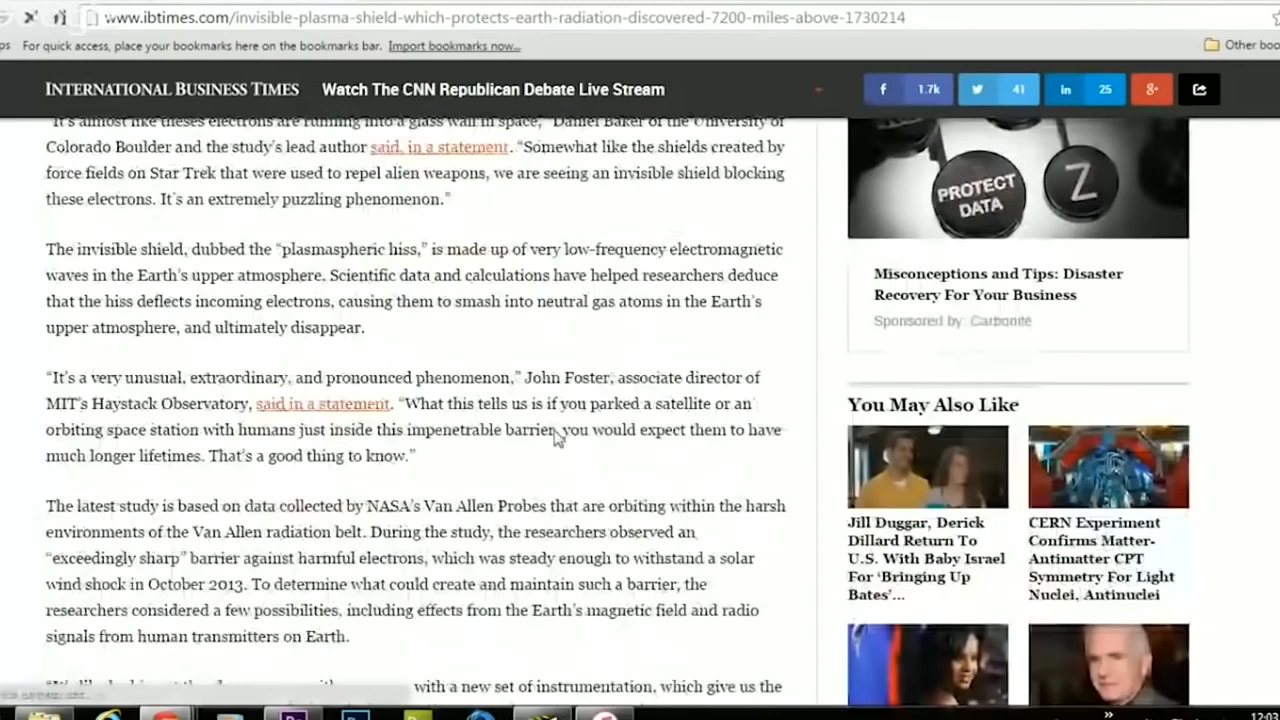 www.ibtimes.com/invisible-plasma-shield-which-protects-earth-radiation-discovered-7200-miles-above-1730214
ps For quick access, place your bookmarks here on the bookmarks bar. Import bookmarks now... Other boo
INTERNATIONAL BUSINESS TIMES Watch The CNN Republican Debate Live Stream
f 1.7k 41 in 25 g+
"It's almost like theses electrons are running into a glass wall in space," Daniel Baker of the University of
Colorado Boulder and the study's lead author said, in a statement. "Somewhat like the shields created by
force fields on Star Trek that were used to repel alien weapons, we are seeing an invisible shield blocking
these electrons. It's an extremely puzzling phenomenon."
The invisible shield, dubbed the "plasmaspheric hiss," is made up of very low-frequency electromagnetic
waves in the Earth's upper atmosphere. Scientific data and calculations have helped researchers deduce
that the hiss deflects incoming electrons, causing them to smash into neutral gas atoms in the Earth's
upper atmosphere, and ultimately disappear.
"It's a very unusual, extraordinary, and pronounced phenomenon," John Foster, associate director of
MIT's Haystack Observatory, said in a statement. "What this tells us is if you parked a satellite or an
orbiting space station with humans just inside this impenetrable barrier, you would expect them to have
much longer lifetimes. That's a good thing to know."
The latest study is based on data collected by NASA's Van Allen Probes that are orbiting within the harsh
environments of the Van Allen radiation belt. During the study, the researchers observed an
"exceedingly sharp" barrier against harmful electrons, which was steady enough to withstand a solar
wind shock in October 2013. To determine what could create and maintain such a barrier, the
researchers considered a few possibilities, including effects from the Earth's magnetic field and radio
signals from human transmitters on Earth.
with a new set of instrumentation, which give us the
PROTECT
DATA
Z
Misconceptions and Tips: Disaster
Recovery For Your Business
Sponsored by: Carbonite
You May Also Like
Jill Duggar, Derick
Dillard Return To
U.S. With Baby Israel
For 'Bringing Up
Bates'...
CERN Experiment
Confirms Matter-
Antimatter CPT
Symmetry For Light
Nuclei, Antinuclei